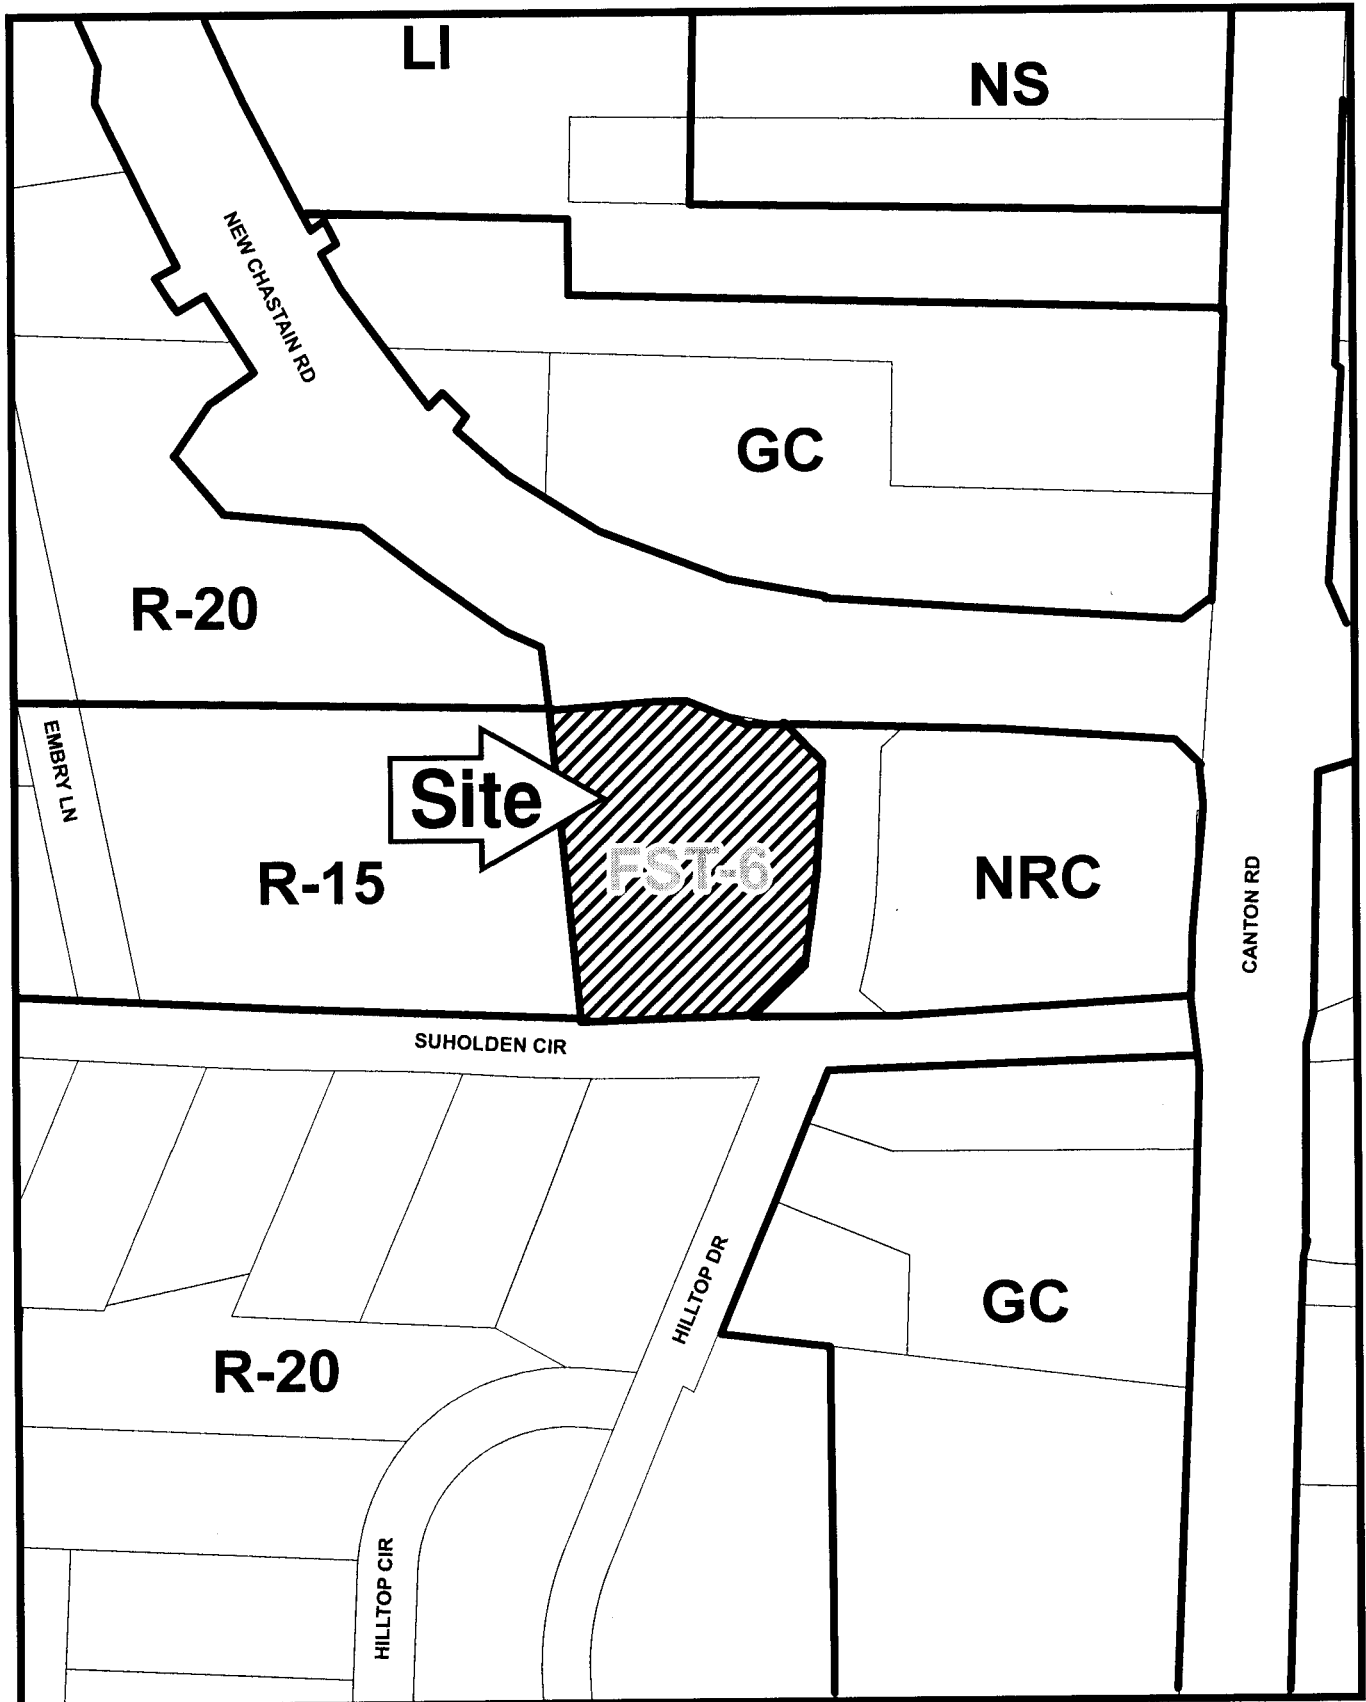 LI
NS
NEW CHASTAIN RD
GC
R-20
EMBRY LN
Site
FST-6
R-15
NRC
CANTON RD
SUHOLDEN CIR
HILLTOP DR
GC
R-20
HILLTOP CIR